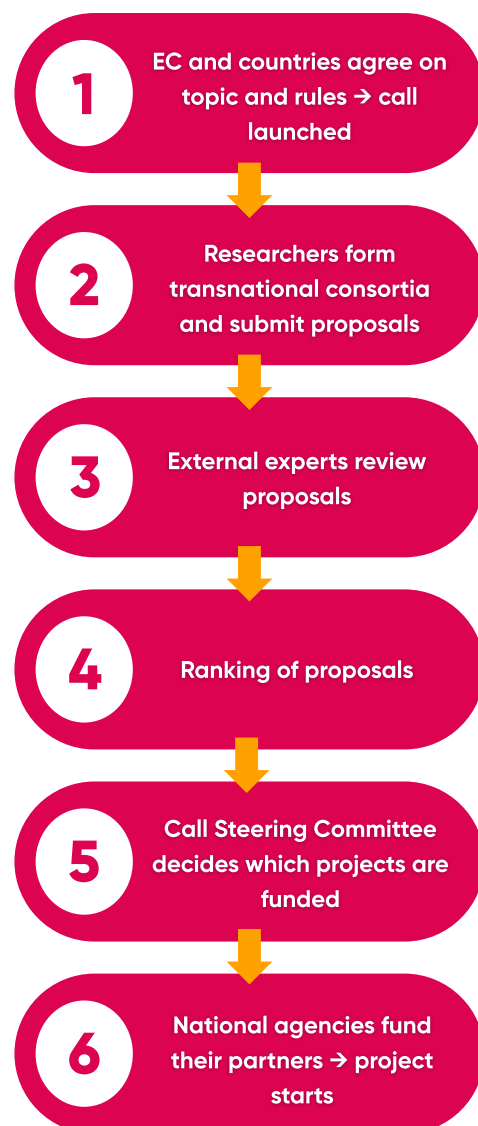 1
EC and countries agree on
topic and rules → call
launched
2
Researchers form
transnational consortia
and submit proposals
3
External experts review
proposals
4
Ranking of proposals
5
Call Steering Committee
decides which projects are
funded
6
National agencies fund
their partners → project
starts